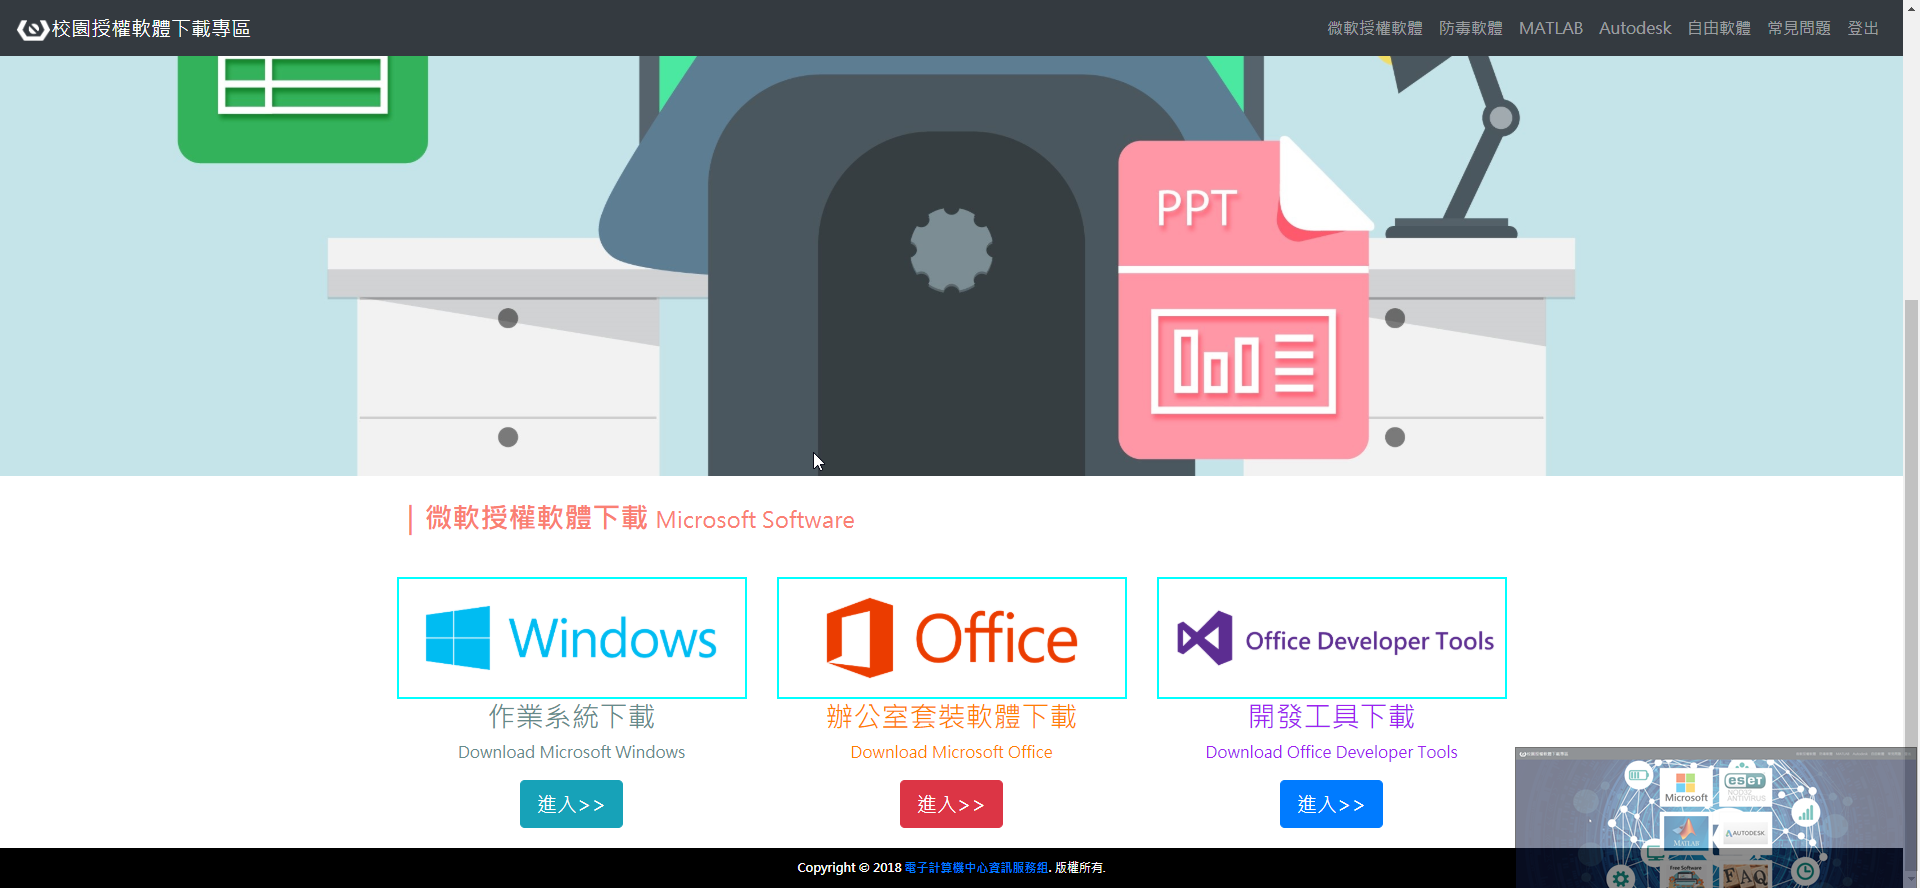 校園授權軟體下載專區
微軟授權軟體 防毒軟體 MATLAB Autodesk 自由軟體 常見問題 登出
PPT
| 微軟授權軟體下載 Microsoft Software
Windows
Office
Office Developer Tools
作業系統下載
辦公室套裝軟體下載
開發工具下載
Download Microsoft Windows
Download Microsoft Office
Download Office Developer Tools
進入>>
進入>>
進入>>
Microsoft
eseT
NOD32
ANTIVIRUS
MATLAB
AUTODESK
Free Software
FAQ
Copyright © 2018 電子計算機中心資訊服務組. 版權所有.